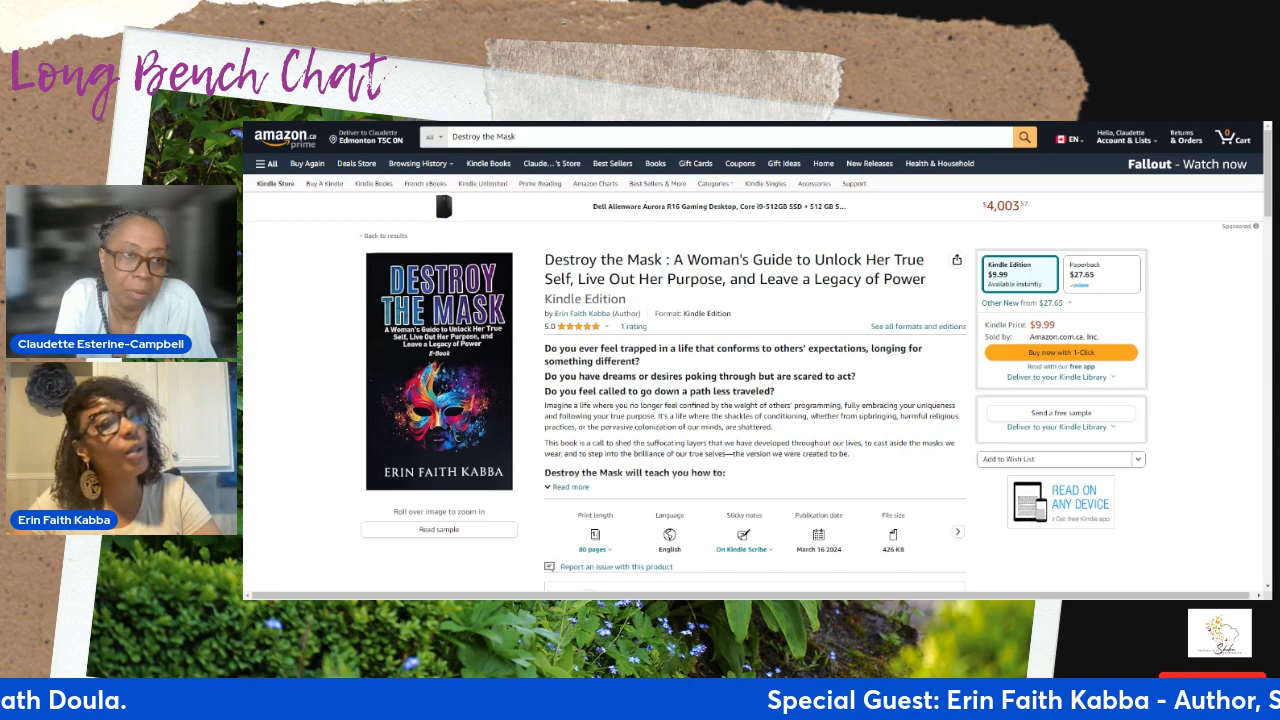 Long Bench Chat
amazon.ca
prime
Deliver to Claudette
Edmonton T5C 0N
All
Destroy the Mask
EN
Hello, Claudette
Account & Lists
Returns
& Orders
0
Cart
All Buy Again Deals Store Browsing History Kindle Books Claude... 's Store Best Sellers Books Gift Cards Coupons Gift Ideas Home New Releases Health & Household
Fallout - Watch now
Kindle Store Buy A Kindle Kindle Books French eBooks Kindle Unlimited Prime Reading Amazon Charts Best Sellers & More Categories Kindle Singles Accessories Support
Dell Alienware Aurora R16 Gaming Desktop, Core i9-512GB SSD + 512 GB S...
$4,003 57
Sponsored
‹ Back to results
DESTROY
THE MASK
A Woman's Guide to Unlock Her True
Self, Live Out Her Purpose, and
Leave a Legacy of Power
E-Book
ERIN FAITH KABBA
Roll over image to zoom in
Read sample
Destroy the Mask : A Woman's Guide to Unlock Her True
Self, Live Out Her Purpose, and Leave a Legacy of Power
Kindle Edition
by Erin Faith Kabba (Author) Format: Kindle Edition
5.0 1 rating
See all formats and editions
Do you ever feel trapped in a life that conforms to others' expectations, longing for
something different?
Do you have dreams or desires poking through but are scared to act?
Do you feel called to go down a path less traveled?
Imagine a life where you no longer feel confined by the weight of others' programming, fully embracing your uniqueness
and following your true purpose. It's a life where the shackles of conditioning, whether from upbringing, harmful religious
practices, or the pervasive colonization of our minds, are shattered.
This book is a call to shed the suffocating layers that we have developed throughout our lives, to cast aside the masks we
wear, and to step into the brilliance of our true selves—the version we were created to be.
Destroy the Mask will teach you how to:
Read more
Print length Language Sticky notes Publication date File size
80 pages English On Kindle Scribe March 16 2024 426 KB
Report an issue with this product
Kindle Edition
$9.99
Available instantly
Paperback
$27.65
prime
Other New from $27.65
Kindle Price: $9.99
Sold by: Amazon.com.ca, Inc.
Buy now with 1-Click
Read with our free app
Deliver to your Kindle Library
Send a free sample
Deliver to your Kindle Library
Add to Wish List
READ ON
ANY DEVICE
› Get free Kindle app
Claudette Esterine-Campbell
Erin Faith Kabba
ath Doula.
Special Guest: Erin Faith Kabba - Author, S